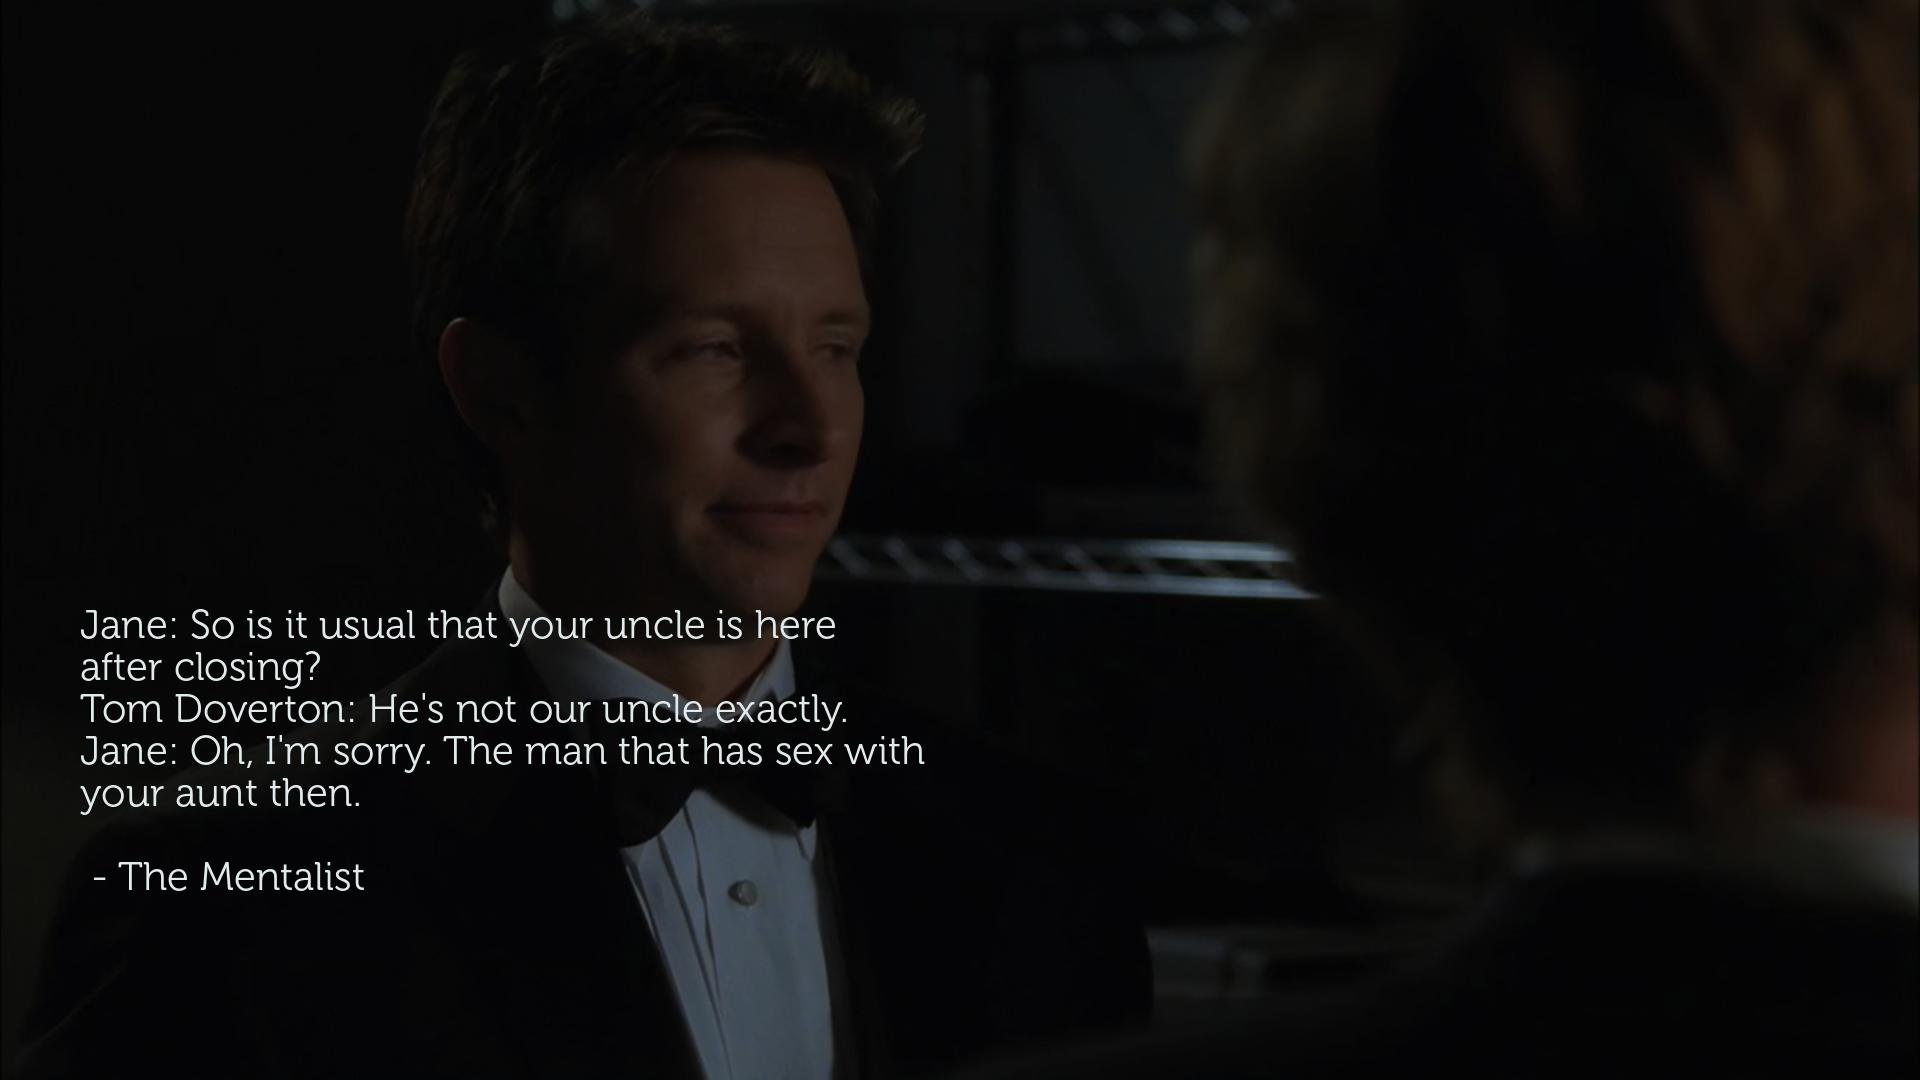 Jane: So is it usual that your uncle is here
after closing?
Tom Doverton: He's not our uncle exactly.
Jane: Oh, I'm sorry. The man that has sex with
your aunt then.
- The Mentalist